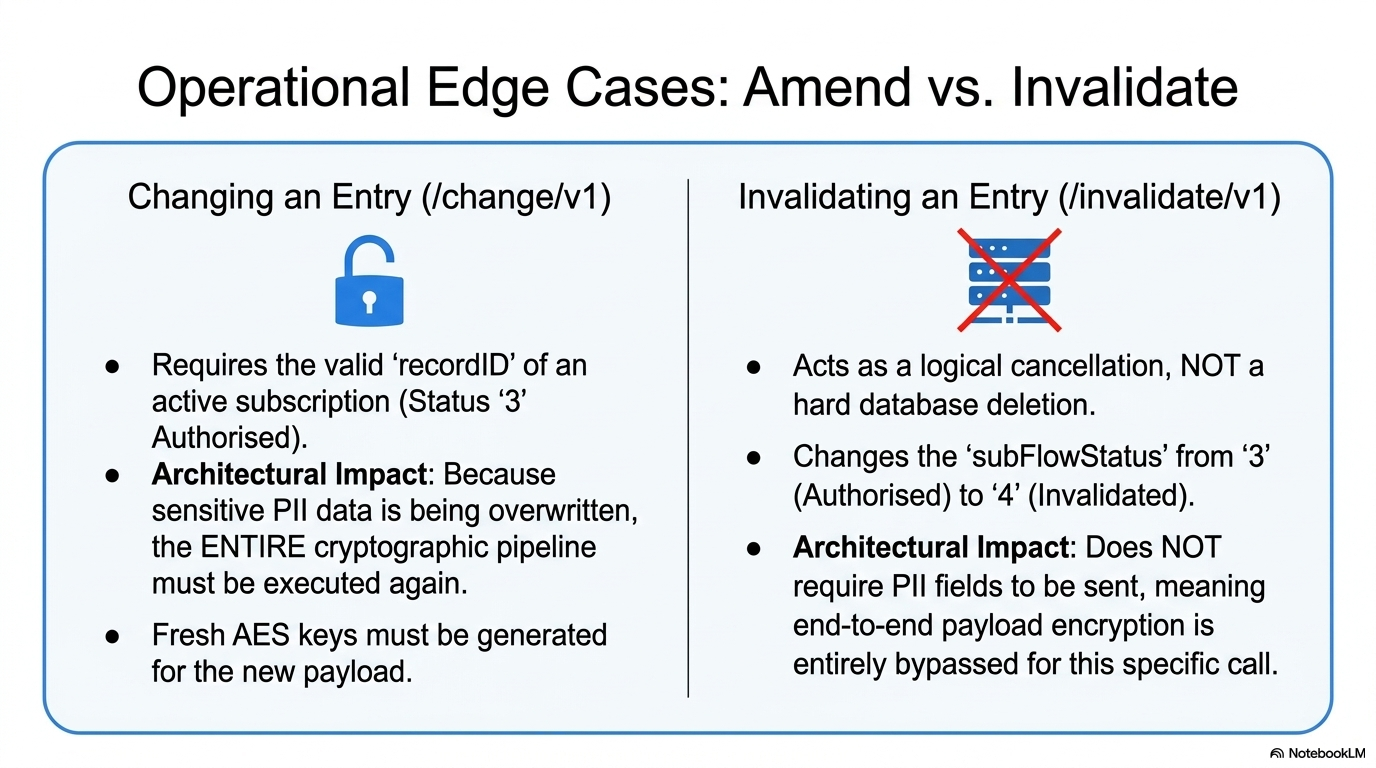 Operational Edge Cases: Amend vs. Invalidate
Changing an Entry (/change/v1)
● Requires the valid ‘recordID’ of an
active subscription (Status ‘3’
Authorised).
● Architectural Impact: Because
sensitive PII data is being overwritten,
the ENTIRE cryptographic pipeline
must be executed again.
● Fresh AES keys must be generated
for the new payload.
Invalidating an Entry (/invalidate/v1)
● Acts as a logical cancellation, NOT a
hard database deletion.
● Changes the ‘subFlowStatus’ from ‘3’
(Authorised) to ‘4’ (Invalidated).
● Architectural Impact: Does NOT
require PII fields to be sent, meaning
end-to-end payload encryption is
entirely bypassed for this specific call.
NotebookLM